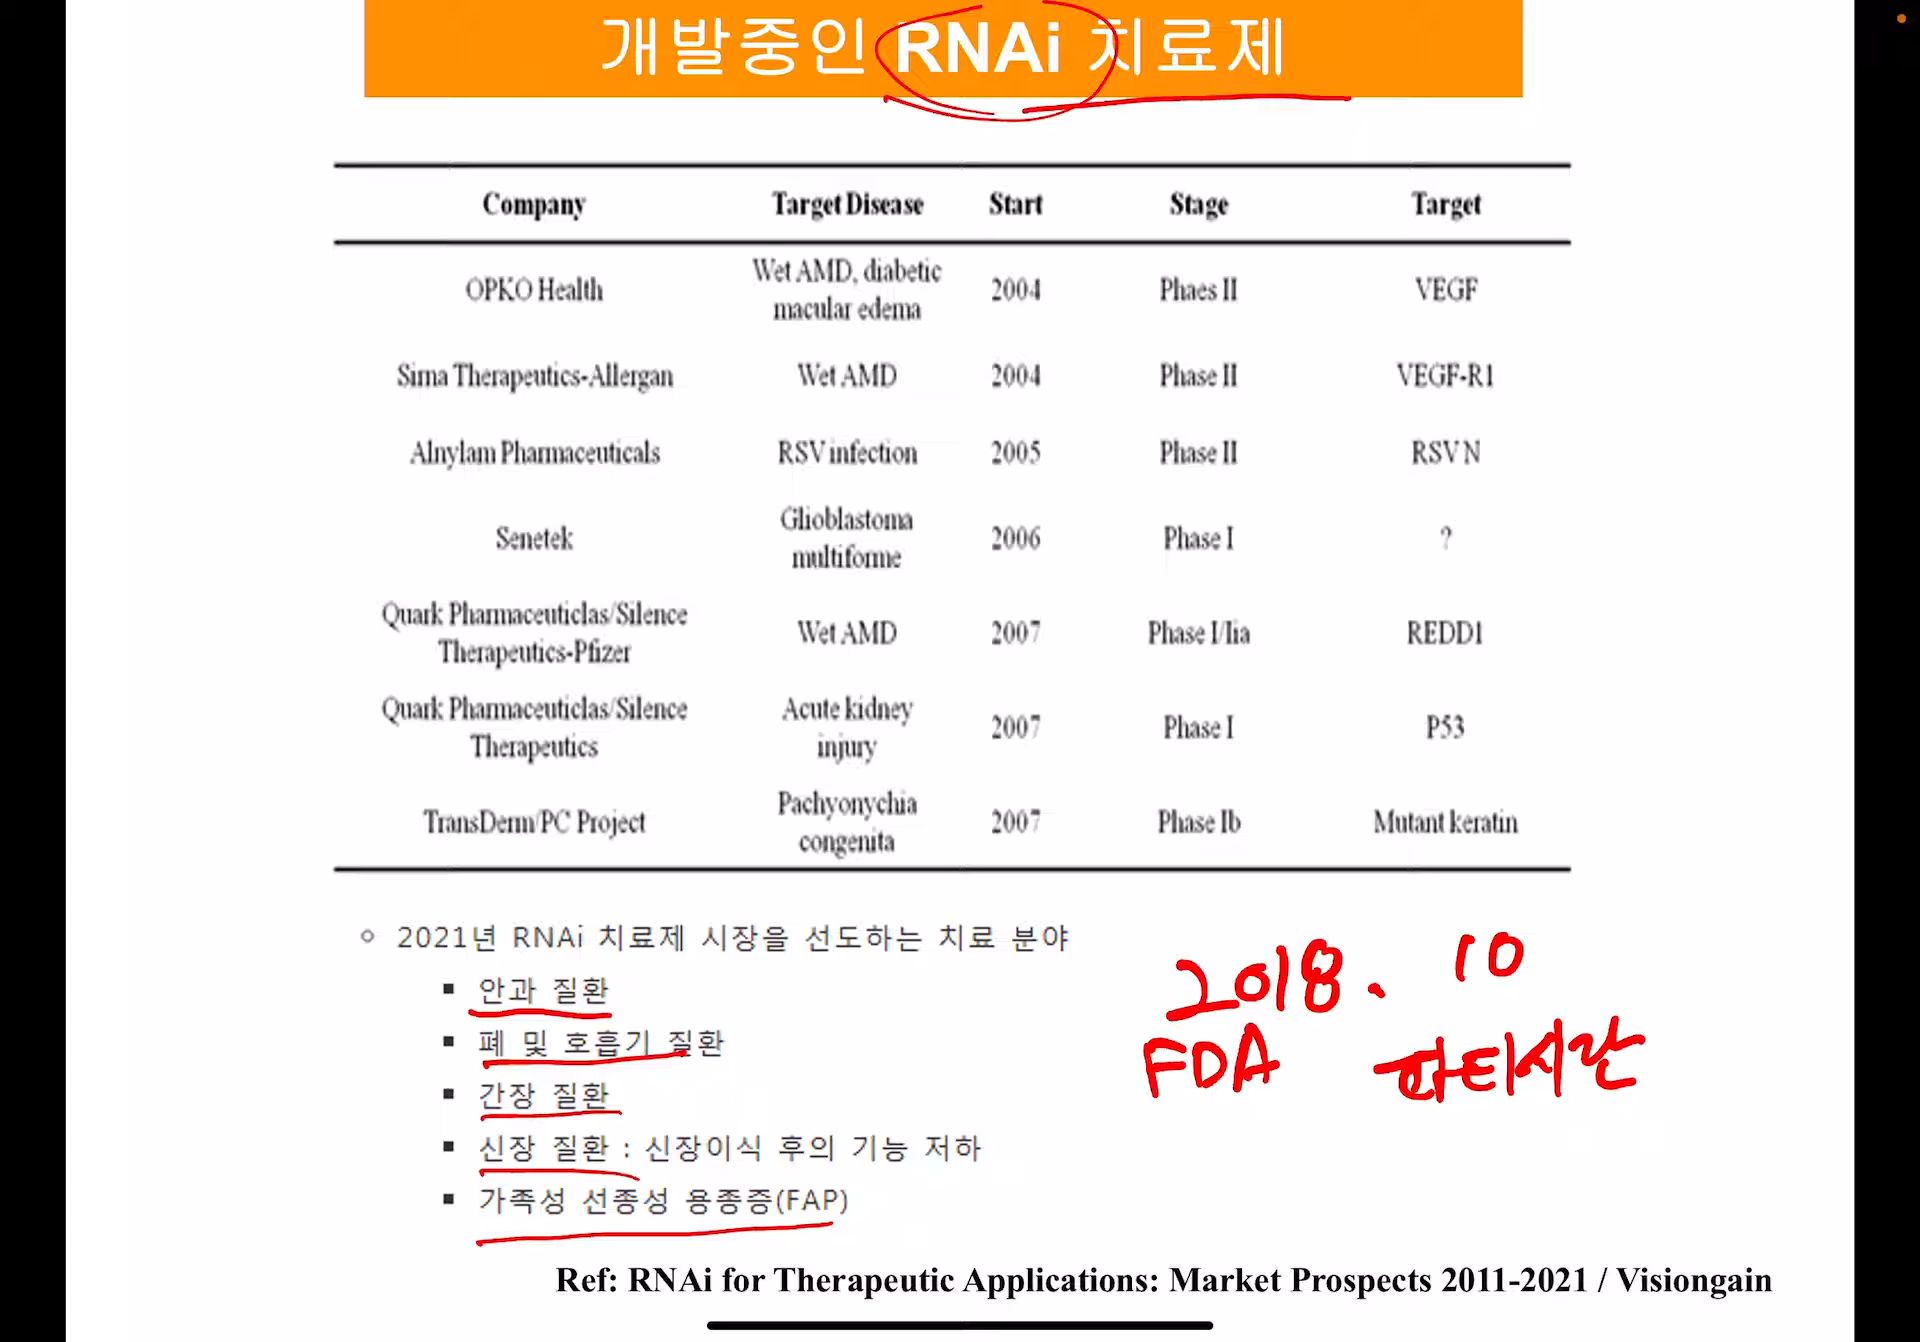 개발중인 RNAi 치료제
Company Target Disease Start Stage Target
OPKO Health Wet AMD, diabetic macular edema 2004 Phaes II VEGF
Sirna Therapeutics-Allergan Wet AMD 2004 Phase II VEGF-R1
Alnylam Pharmaceuticals RSV infection 2005 Phase II RSV N
Senetek Glioblastoma multiforme 2006 Phase I ?
Quark Pharmaceuticlas/Silence Therapeutics-Pfizer Wet AMD 2007 Phase I/Iia REDD1
Quark Pharmaceuticlas/Silence Therapeutics Acute kidney injury 2007 Phase I P53
TransDerm/PC Project Pachyonychia congenita 2007 Phase Ib Mutant keratin
2021년 RNAi 치료제 시장을 선도하는 치료 분야
안과 질환
폐 및 호흡기 질환
간장 질환
신장 질환 : 신장이식 후의 기능 저하
가족성 선종성 용종증(FAP)
2018. 10
FDA 파티시란
Ref: RNAi for Therapeutic Applications: Market Prospects 2011-2021 / Visiongain